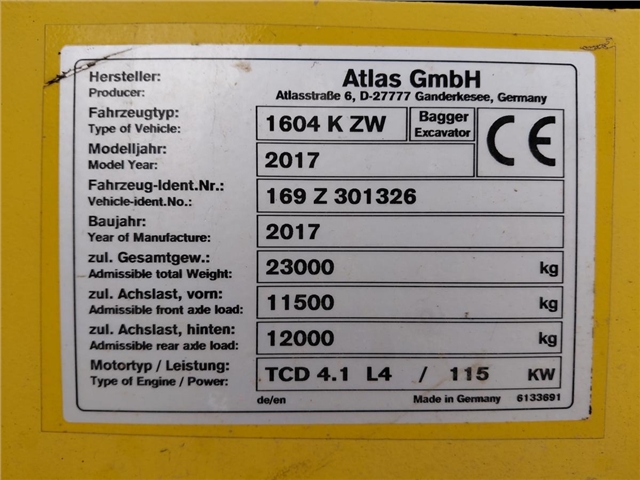 Hersteller: Atlas GmbH
Producer: Atlasstraße 6, D-27777 Ganderkesee, Germany
Fahrzeugtyp:
Type of Vehicle:
1604 K ZW
Bagger
Excavator
CE
Modelljahr:
Model Year:
2017
Fahrzeug-Ident.Nr.:
Vehicle-ident.No.:
169 Z 301326
Baujahr:
Year of Manufacture:
2017
zul. Gesamtgew.:
Admissible total Weight:
23000 kg
zul. Achslast, vorn:
Admissible front axle load:
11500 kg
zul. Achslast, hinten:
Admissible rear axle load:
12000 kg
Motortyp / Leistung:
Type of Engine / Power:
TCD 4.1 L4 / 115 KW
de/en Made in Germany 6133691